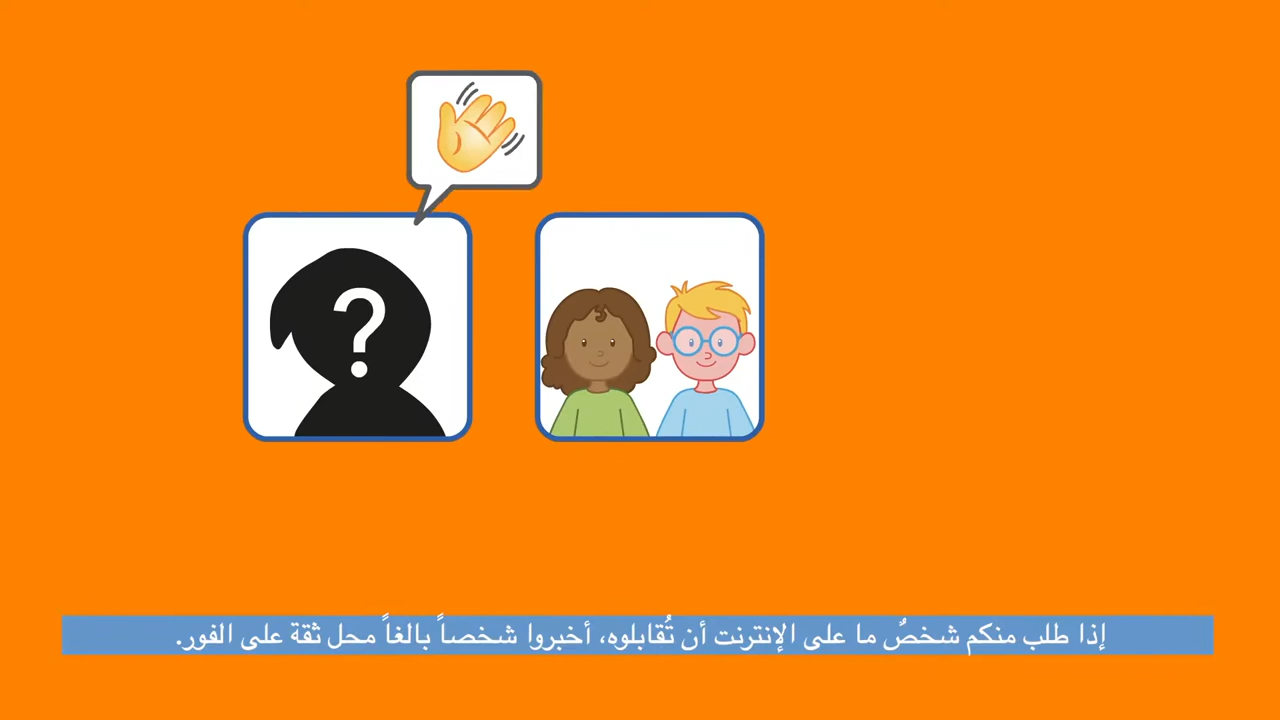 ?
إذا طلب منكم شخصٌ ما على الإنترنت أن تُقابلوه، أخبروا شخصاً بالغاً محل ثقة على الفور.